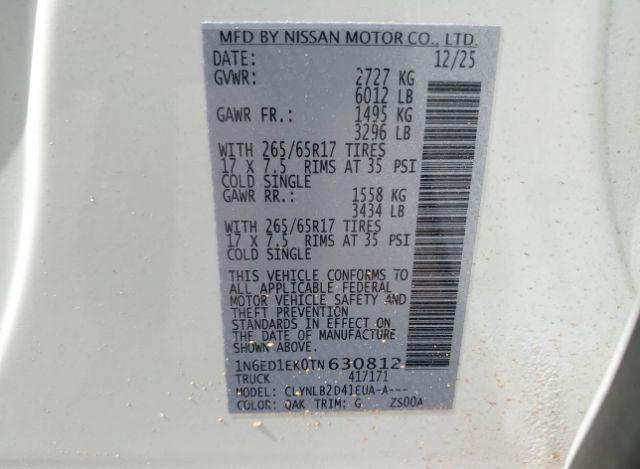 MFD BY NISSAN MOTOR CO., LTD.
DATE: 12/25
GVWR: 2727 KG
6012 LB
GAWR FR.: 1495 KG
3296 LB
WITH 265/65R17 TIRES
17 X 7.5 RIMS AT 35 PSI
COLD SINGLE
GAWR RR.: 1558 KG
3434 LB
WITH 265/65R17 TIRES
17 X 7.5 RIMS AT 35 PSI
COLD SINGLE
THIS VEHICLE CONFORMS TO
ALL APPLICABLE FEDERAL
MOTOR VEHICLE SAFETY AND
THEFT PREVENTION
STANDARDS IN EFFECT ON
THE DATE OF MANUFACTURE
SHOWN ABOVE.
1N6ED1EK0TN630812
TRUCK 417171
MODEL: CLYNLB2D41EUA-A---
COLOR: QAK TRIM: G ZS00A